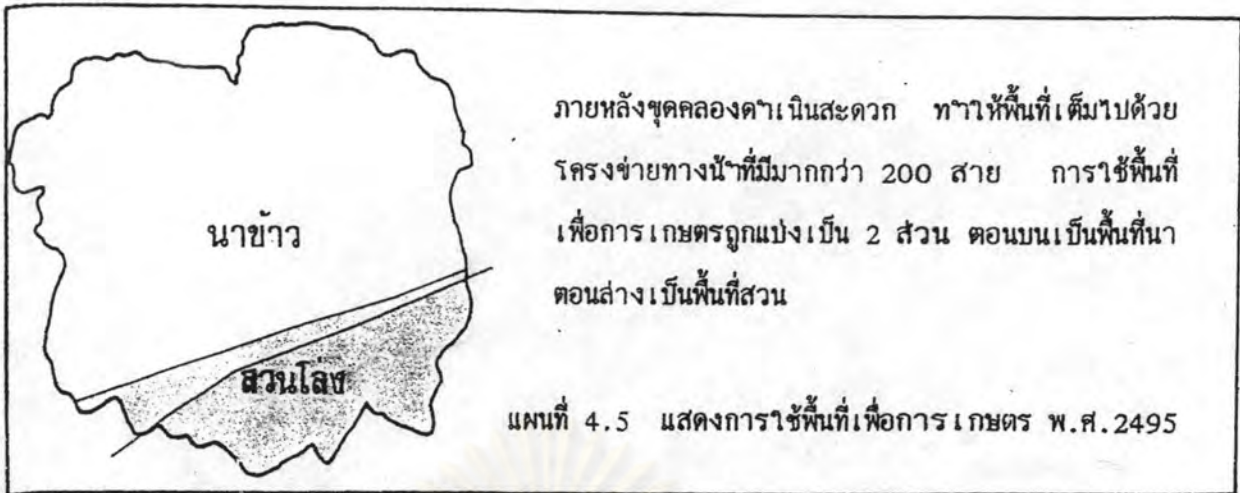 ภายหลังขุดคลองดำเนินสะดวก ทำให้พื้นที่เต็มไปด้วย
โครงข่ายทางน้ำที่มีมากกว่า 200 สาย การใช้พื้นที่
เพื่อการเกษตรถูกแบ่งเป็น 2 ส่วน ตอนบนเป็นพื้นที่นา
ตอนล่างเป็นพื้นที่สวน
นาข้าว
สวนโล่ง
แผนที่ 4.5 แสดงการใช้พื้นที่เพื่อการเกษตร พ.ศ.2495